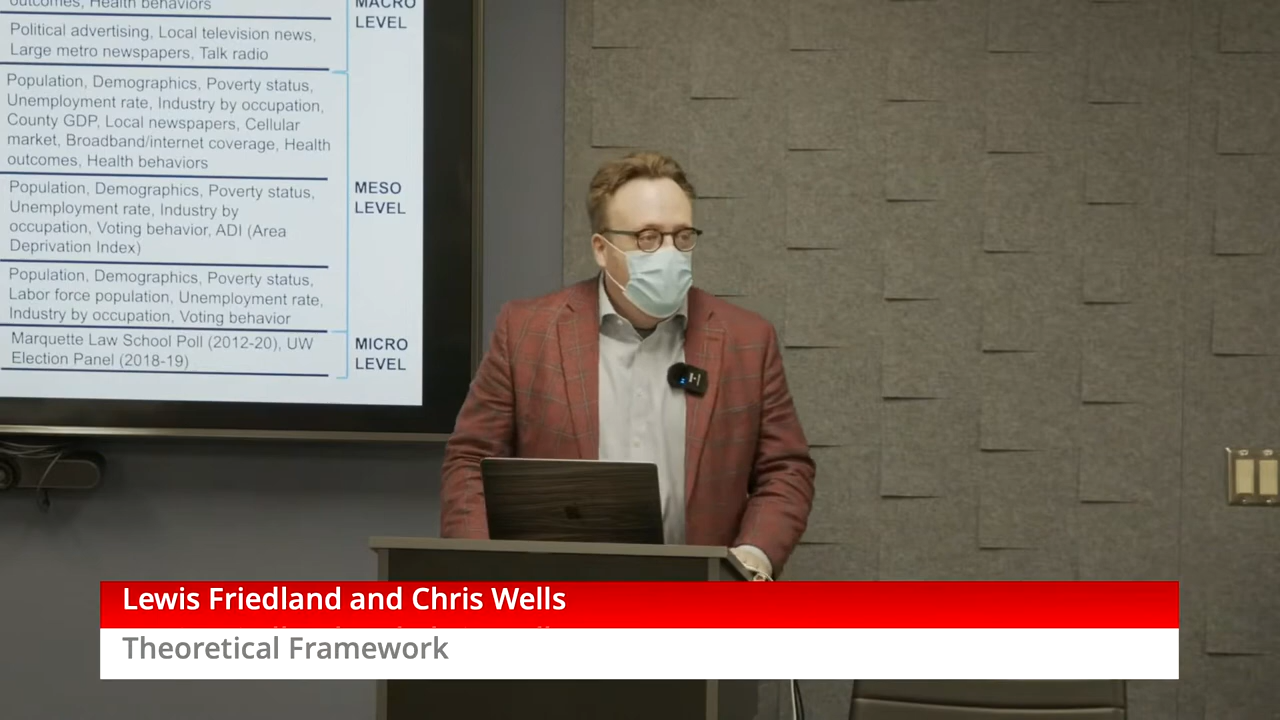 outcomes, Health behaviors
MACRO
LEVEL
Political advertising, Local television news,
Large metro newspapers, Talk radio
Population, Demographics, Poverty status,
Unemployment rate, Industry by occupation,
County GDP, Local newspapers, Cellular
market, Broadband/internet coverage, Health
outcomes, Health behaviors
MESO
LEVEL
Population, Demographics, Poverty status,
Unemployment rate, Industry by
occupation, Voting behavior, ADI (Area
Deprivation Index)
Population, Demographics, Poverty status,
Labor force population, Unemployment rate,
Industry by occupation, Voting behavior
Marquette Law School Poll (2012-20), UW
Election Panel (2018-19)
MICRO
LEVEL
Lewis Friedland and Chris Wells
Theoretical Framework